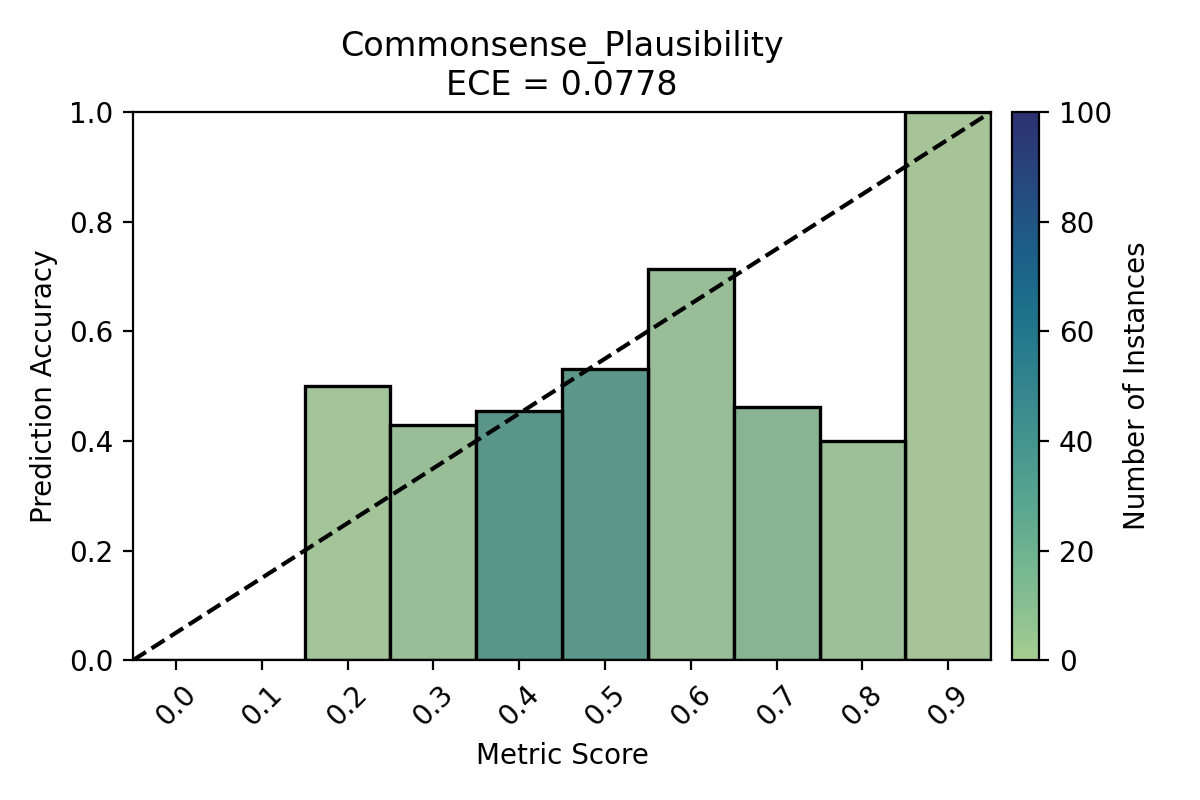 Commonsense_Plausibility
ECE = 0.0778
1.0
0.8
0.6
0.4
0.2
0.0
Prediction Accuracy
0.0 0.1 0.2 0.3 0.4 0.5 0.6 0.7 0.8 0.9
Metric Score
100
80
60
40
20
0
Number of Instances